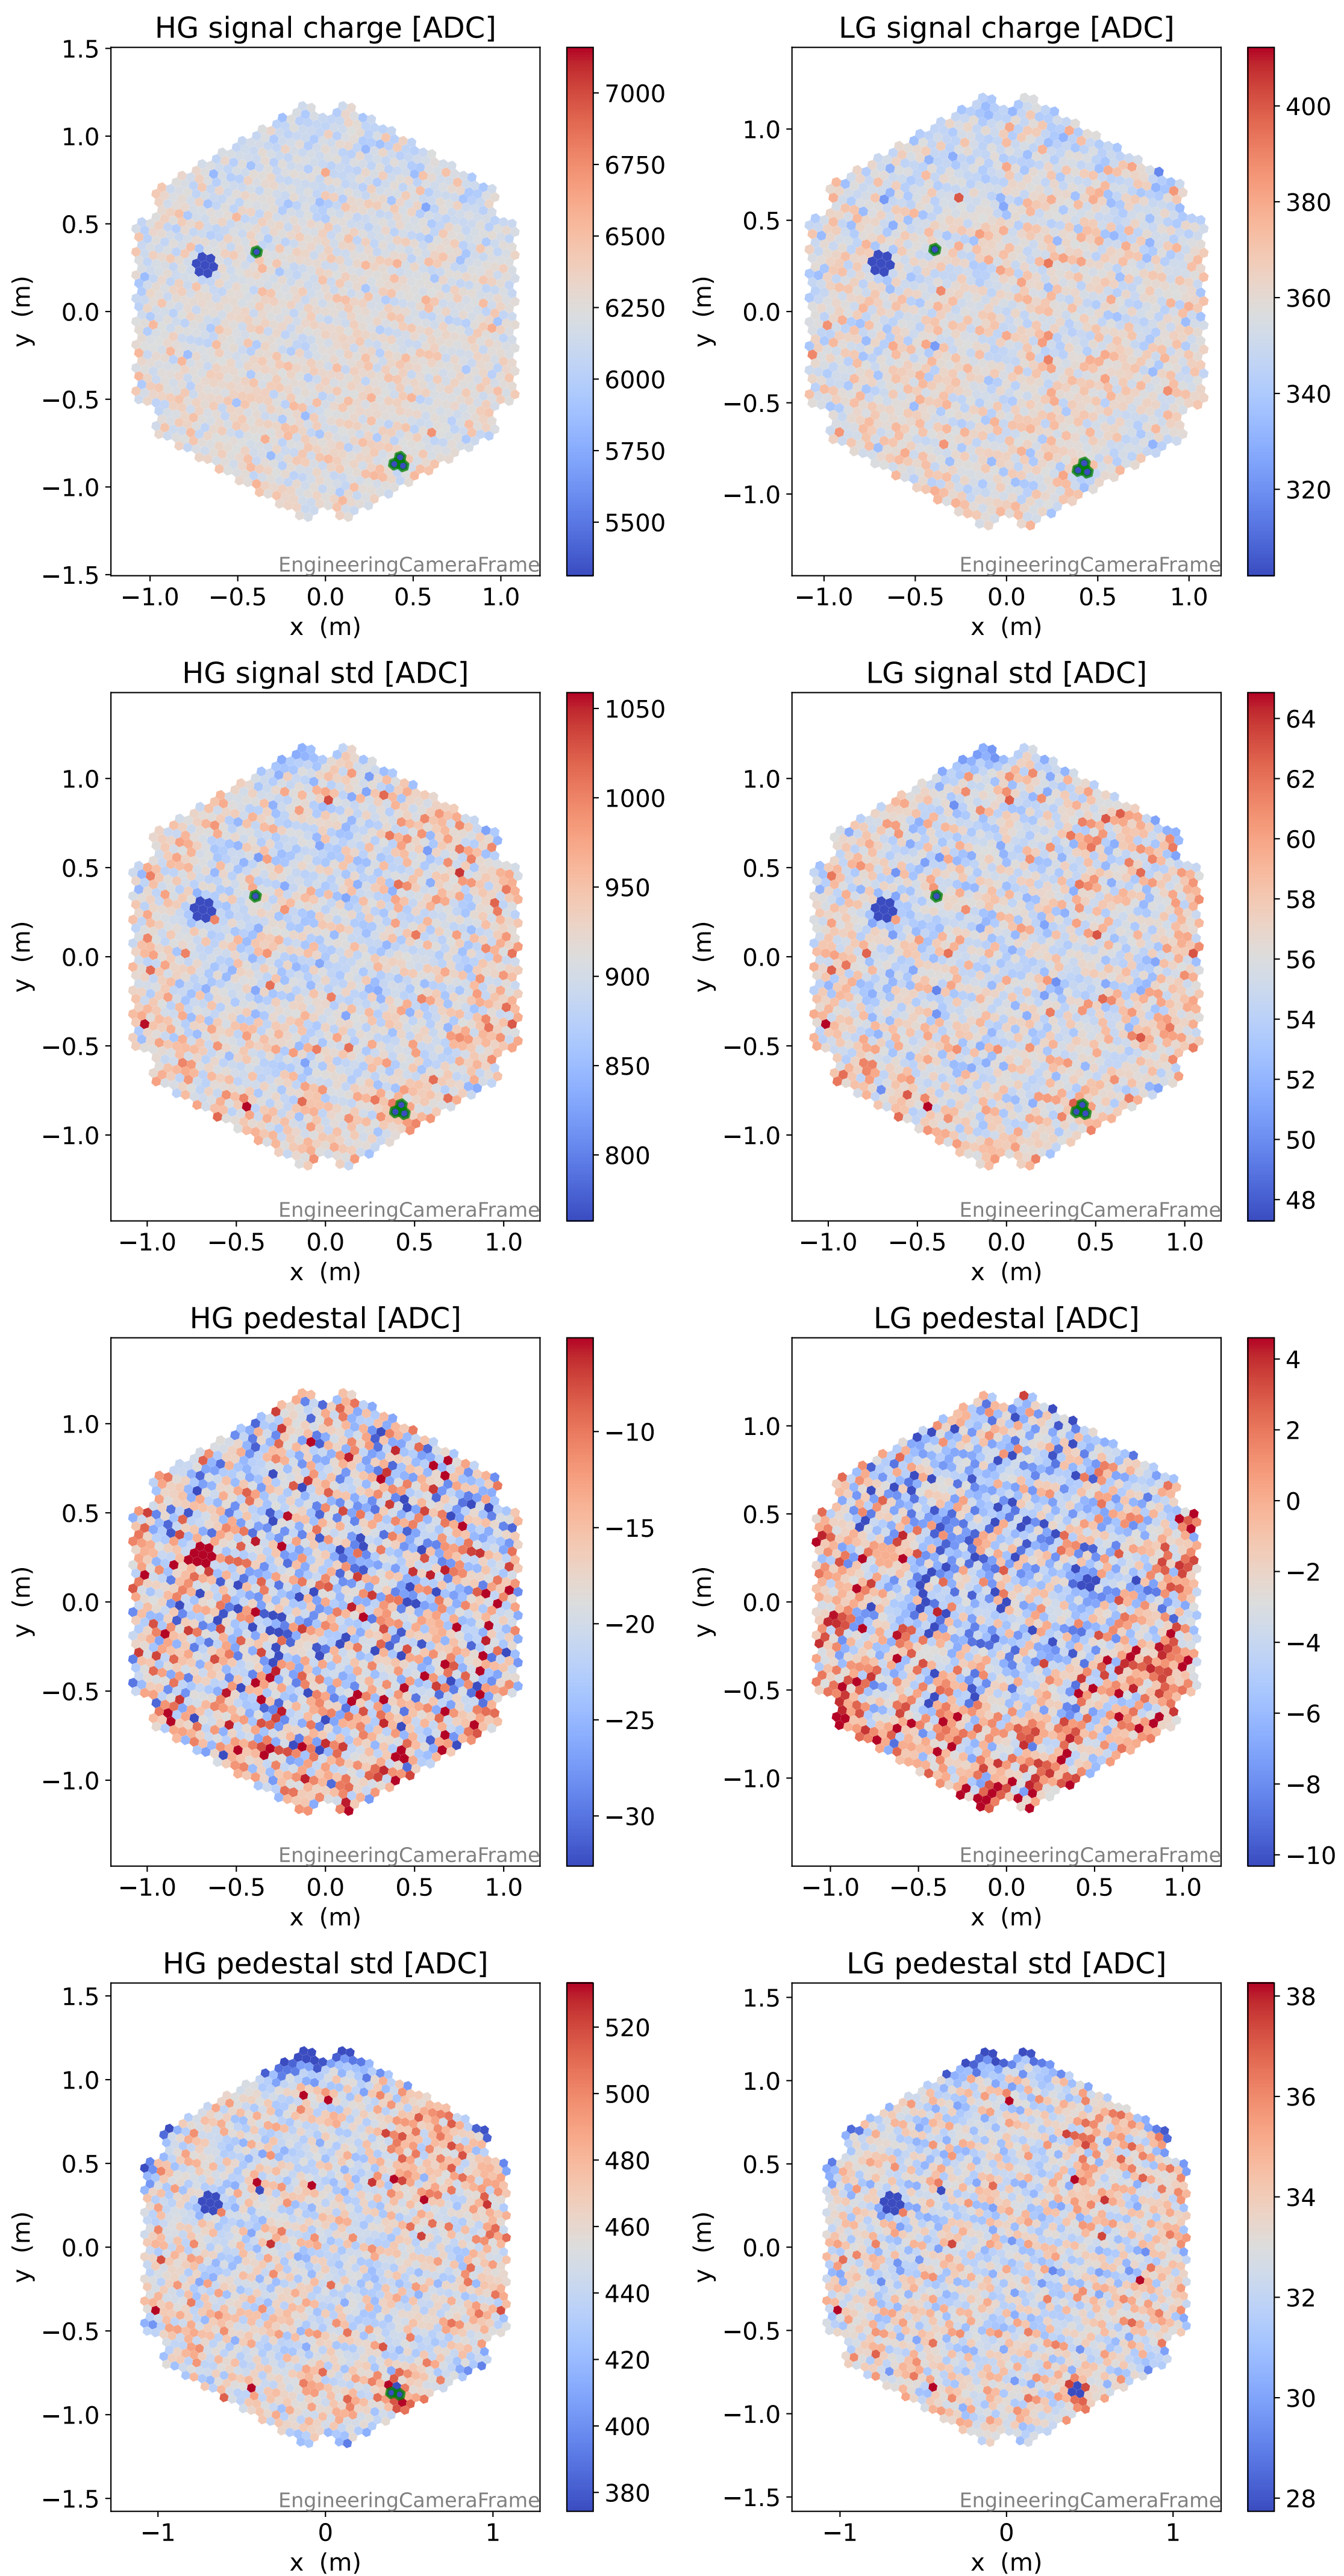 HG signal charge [ADC]
1.5
1.0
0.5
0.0
−0.5
−1.0
−1.5
y (m)
−1.0 −0.5 0.0 0.5 1.0
x (m)
EngineeringCameraFrame
7000
6750
6500
6250
6000
5750
5500
LG signal charge [ADC]
1.0
0.5
0.0
−0.5
−1.0
y (m)
−1.0 −0.5 0.0 0.5 1.0
x (m)
EngineeringCameraFrame
400
380
360
340
320
HG signal std [ADC]
1.0
0.5
0.0
−0.5
−1.0
y (m)
−1.0 −0.5 0.0 0.5 1.0
x (m)
EngineeringCameraFrame
1050
1000
950
900
850
800
LG signal std [ADC]
1.0
0.5
0.0
−0.5
−1.0
y (m)
−1.0 −0.5 0.0 0.5 1.0
x (m)
EngineeringCameraFrame
64
62
60
58
56
54
52
50
48
HG pedestal [ADC]
1.0
0.5
0.0
−0.5
−1.0
y (m)
−1.0 −0.5 0.0 0.5 1.0
x (m)
EngineeringCameraFrame
−10
−15
−20
−25
−30
LG pedestal [ADC]
1.0
0.5
0.0
−0.5
−1.0
y (m)
−1.0 −0.5 0.0 0.5 1.0
x (m)
EngineeringCameraFrame
4
2
0
−2
−4
−6
−8
−10
HG pedestal std [ADC]
1.5
1.0
0.5
0.0
−0.5
−1.0
−1.5
y (m)
−1 0 1
x (m)
EngineeringCameraFrame
520
500
480
460
440
420
400
380
LG pedestal std [ADC]
1.5
1.0
0.5
0.0
−0.5
−1.0
−1.5
y (m)
−1 0 1
x (m)
EngineeringCameraFrame
38
36
34
32
30
28